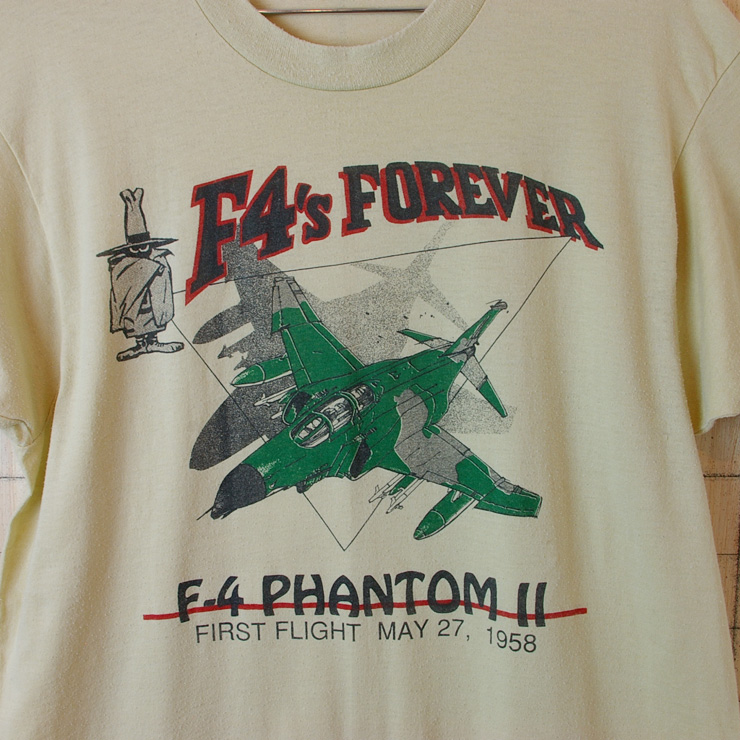 F4's FOREVER
F-4 PHANTOM II
FIRST FLIGHT MAY 27, 1958